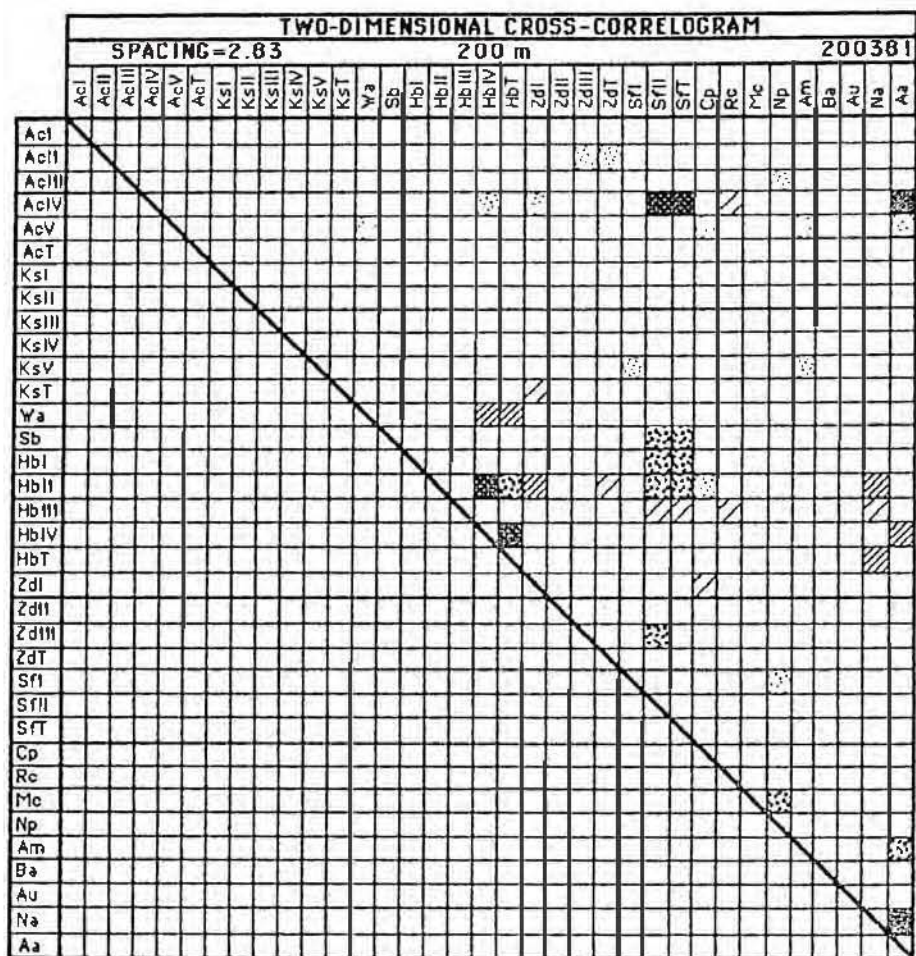 TWO-DIMENSIONAL CROSS-CORRELOGRAM
SPACING=2.83 200 m 200381
AcI AcII AcIII AcIV AcV AcT KsI KsII KsIII KsIV KsV KsT Wa Sb HbI HbII HbIII HbIV HbT ZdI ZdII ZdIII ZdT SfI SfII SfT Cp Rc Mc Np Am Ba Au Na Aa
AcI
AcII
AcIII
AcIV
AcV
AcT
KsI
KsII
KsIII
KsIV
KsV
KsT
Wa
Sb
HbI
HbII
HbIII
HbIV
HbT
ZdI
ZdII
ZdIII
ZdT
SfI
SfII
SfT
Cp
Rc
Mc
Np
Am
Ba
Au
Na
Aa